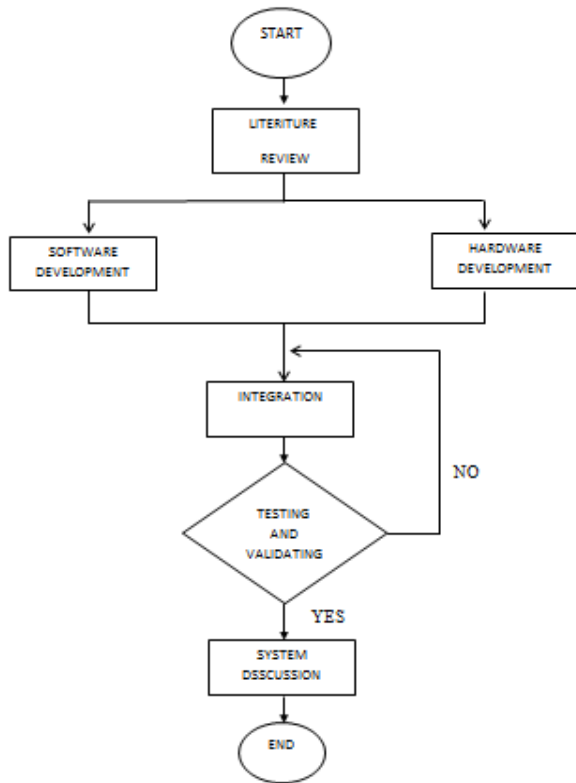 START
LITERITURE
REVIEW
SOFTWARE
DEVELOPMENT
HARDWARE
DEVELOPMENT
INTEGRATION
NO
TESTING
AND
VALIDATING
YES
SYSTEM
DSSCUSSION
END